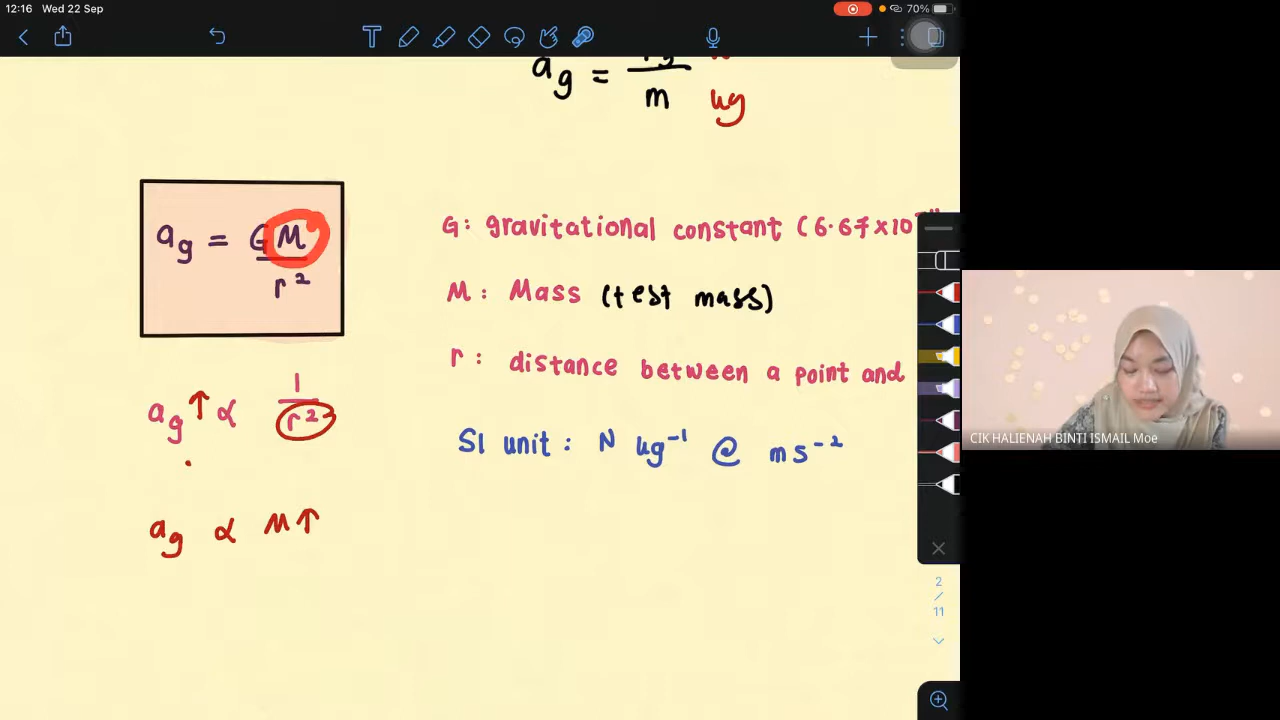 12:16 Wed 22 Sep
70%
a_g = ── 
m kg
a_g = GM
r²
G: gravitational constant (6.67×10⁻¹¹
M: Mass (test mass)
r: distance between a point and
a_g ↑ ∝ 1
r²
SI unit: N kg⁻¹ @ ms⁻²
a_g ∝ M↑
CIK HALIENAH BINTI ISMAIL Moe
2
/
11